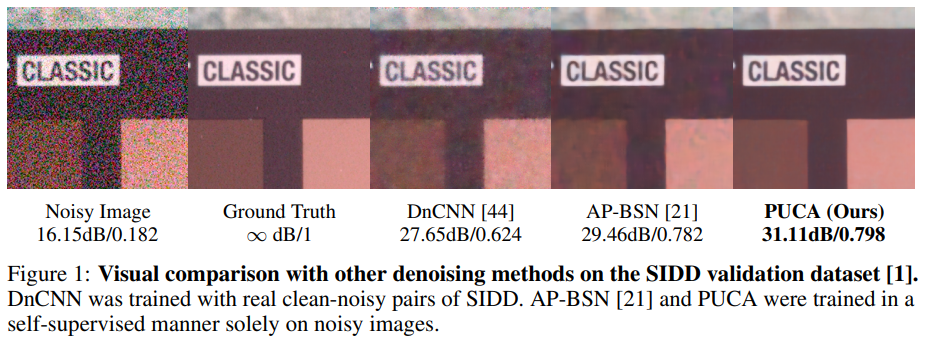 CLASSIC CLASSIC CLASSIC CLASSIC CLASSIC
Noisy Image Ground Truth DnCNN [44] AP-BSN [21] PUCA (Ours)
16.15dB/0.182 ∞ dB/1 27.65dB/0.624 29.46dB/0.782 31.11dB/0.798
Figure 1: Visual comparison with other denoising methods on the SIDD validation dataset [1].
DnCNN was trained with real clean-noisy pairs of SIDD. AP-BSN [21] and PUCA were trained in a
self-supervised manner solely on noisy images.